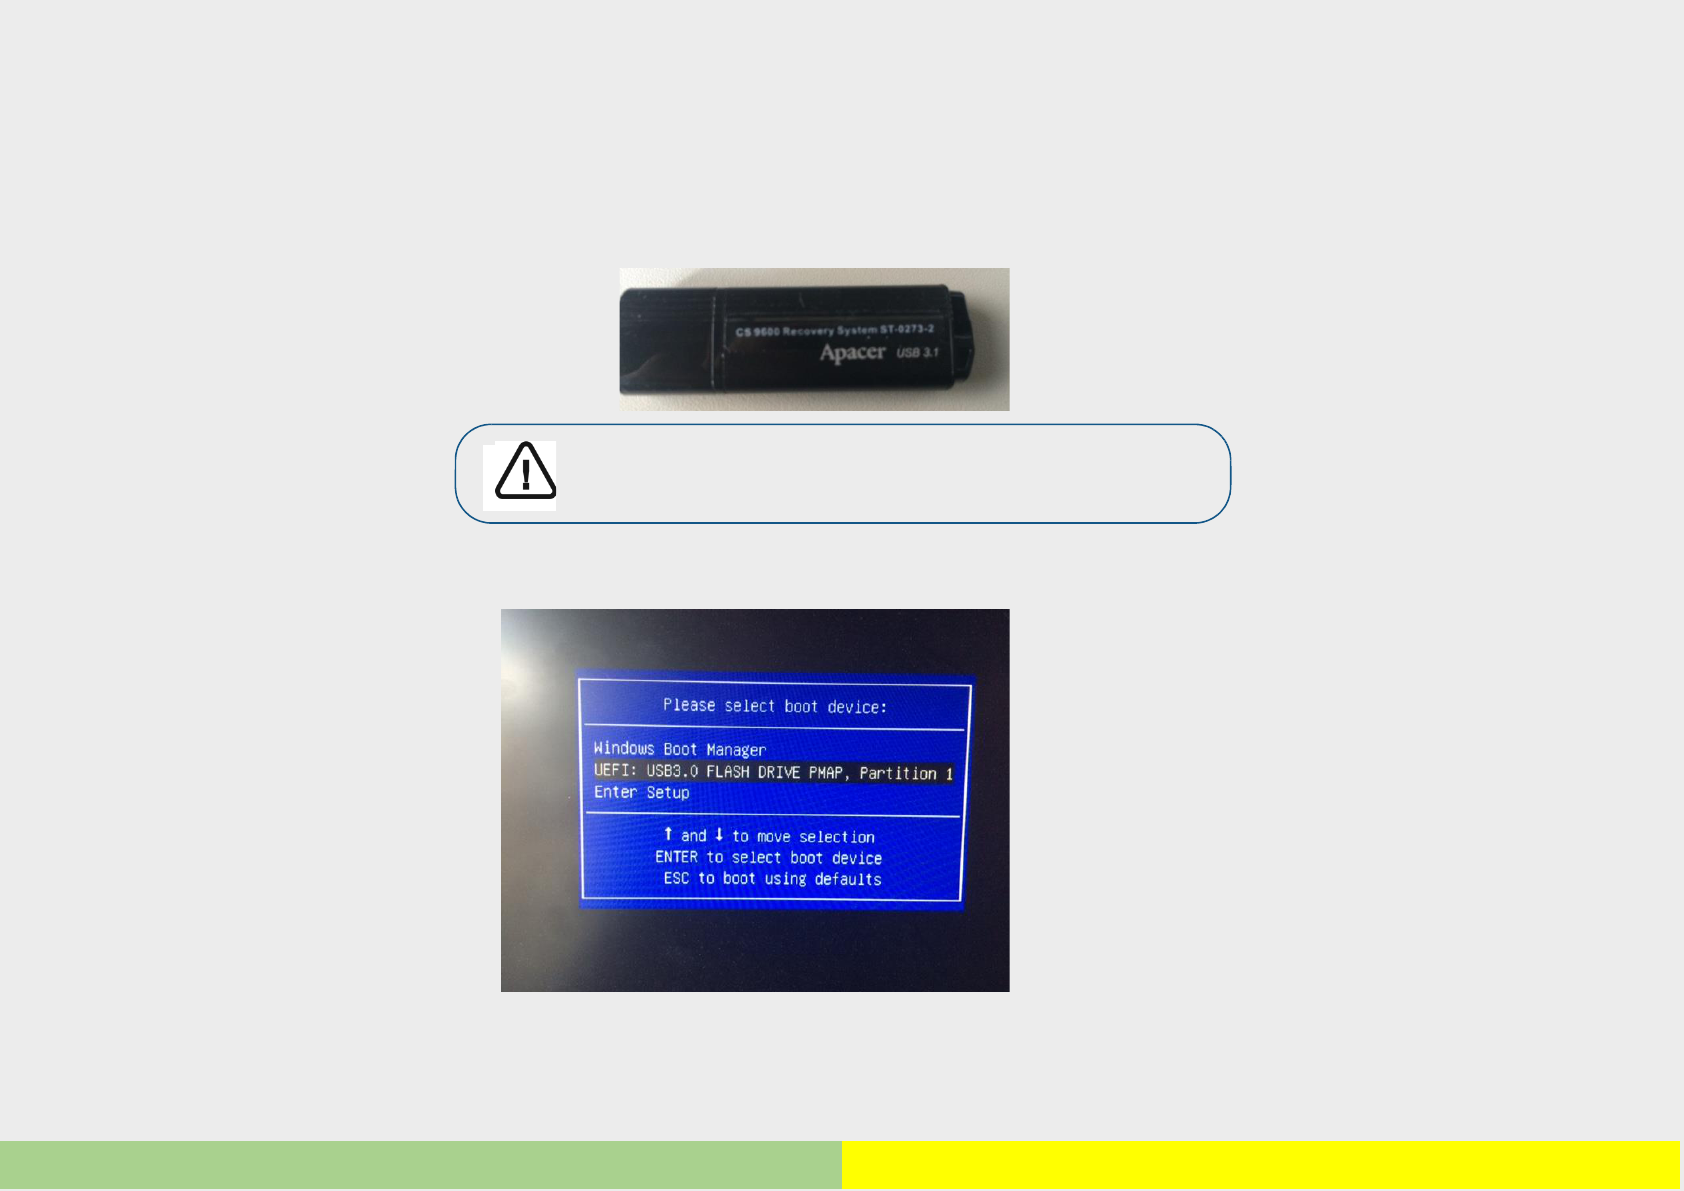 CS 9600 Recovery System ST-0273-2
Apacer USB 3.1
Please select boot device:
Windows Boot Manager
UEFI: USB3.0 FLASH DRIVE PMAP, Partition 1
Enter Setup
↑ and ↓ to move selection
ENTER to select boot device
ESC to boot using defaults